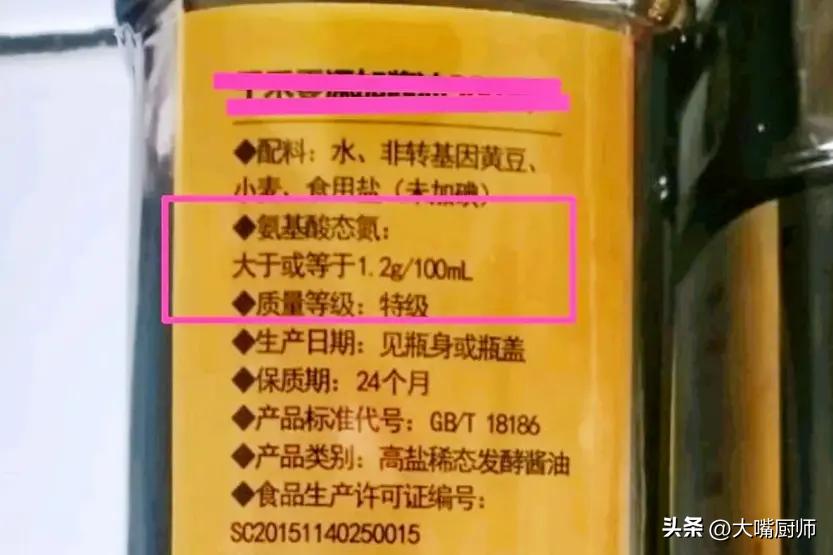 ◆配料：水、非转基因黄豆、
小麦、食用盐（未加碘）
◆氨基酸态氮：
大于或等于1.2g/100mL
◆质量等级：特级
◆生产日期：见瓶身或瓶盖
◆保质期：24个月
◆产品标准代号：GB/T 18186
◆产品类别：高盐稀态发酵酱油
◆食品生产许可证编号：
SC20151140250015
头条 @大嘴厨师